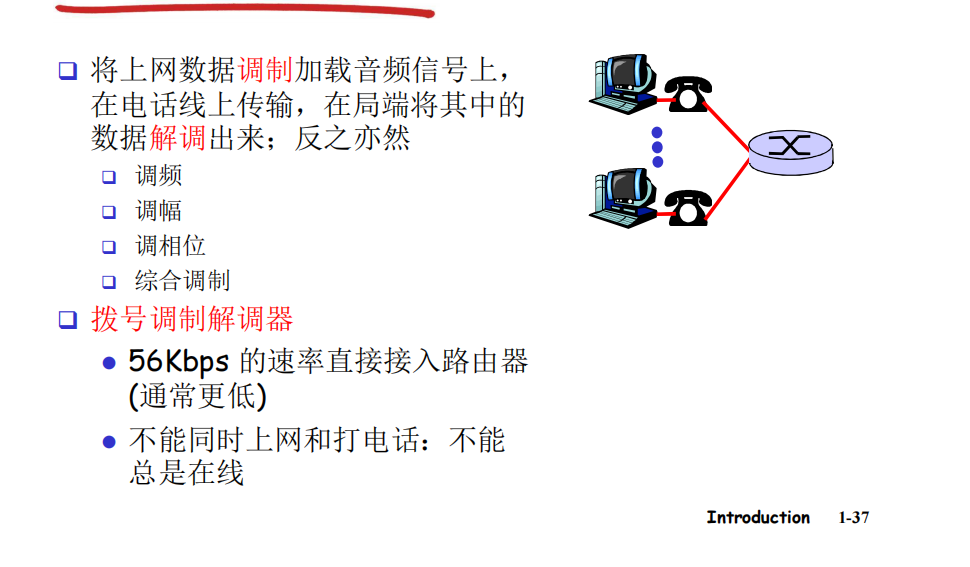 将上网数据调制加载音频信号上，
在电话线上传输，在局端将其中的
数据解调出来；反之亦然
调频
调幅
调相位
综合调制
拨号调制解调器
56Kbps 的速率直接接入路由器
(通常更低)
不能同时上网和打电话：不能
总是在线
Introduction 1-37